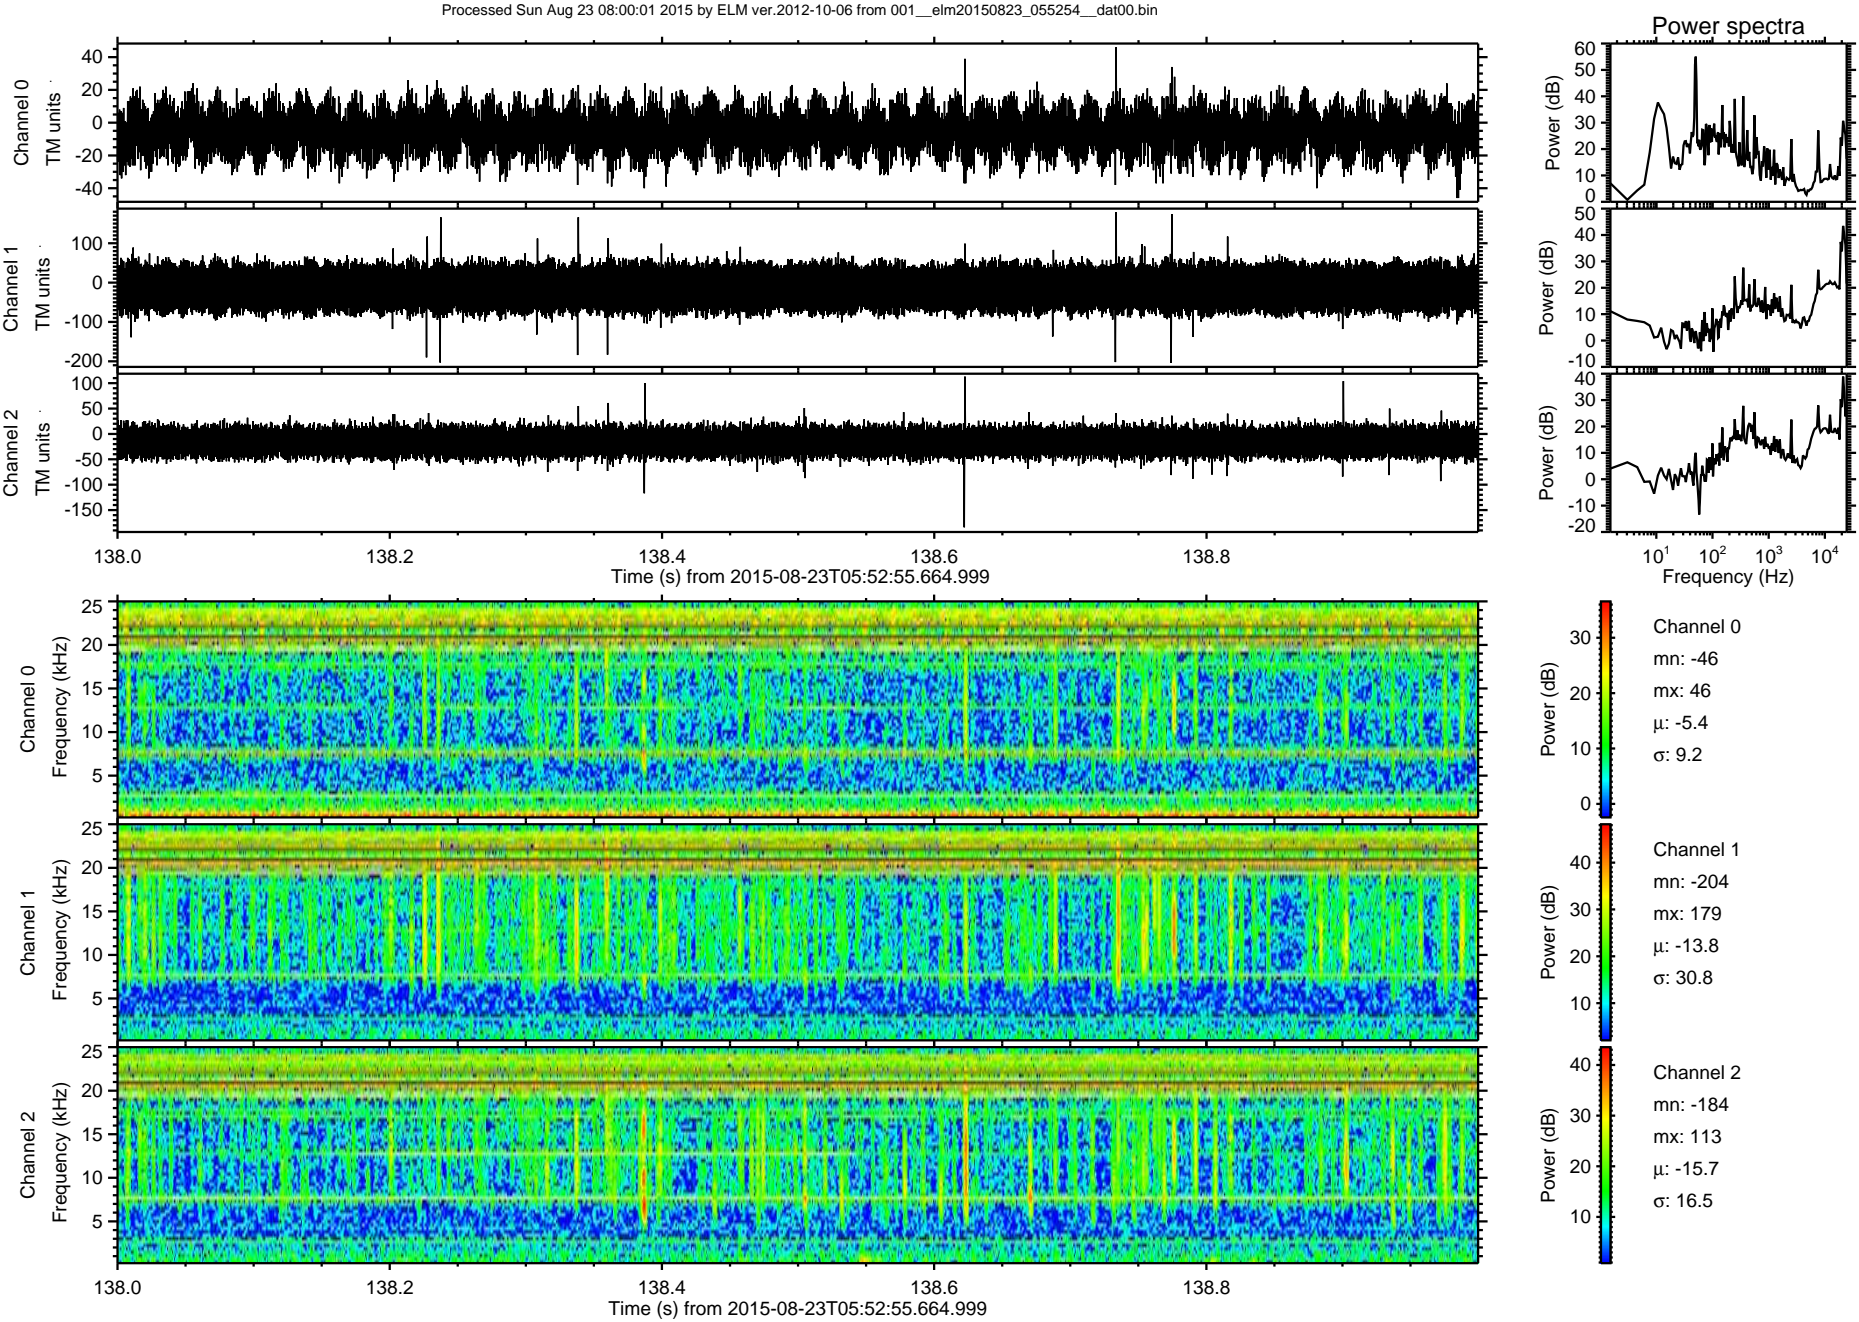 Processed Sun Aug 23 08:00:01 2015 by ELM ver.2012-10-06 from 001__elm20150823_055254__dat00.bin
Power spectra
Channel 0
TM units
40
20
0
-20
-40
Power (dB)
60
50
40
30
20
10
0
Channel 1
TM units
100
0
-100
-200
Power (dB)
50
40
30
20
10
0
-10
Channel 2
TM units
100
50
0
-50
-100
-150
Power (dB)
40
30
20
10
0
-10
-20
138.0 138.2 138.4 138.6 138.8
Time (s) from 2015-08-23T05:52:55.664.999
10¹ 10² 10³ 10⁴
Frequency (Hz)
Channel 0
Frequency (kHz)
25
20
15
10
5
Power (dB)
30
20
10
0
Channel 0
mn: -46
mx: 46
μ: -5.4
σ: 9.2
Channel 1
Frequency (kHz)
25
20
15
10
5
Power (dB)
40
30
20
10
Channel 1
mn: -204
mx: 179
μ: -13.8
σ: 30.8
Channel 2
Frequency (kHz)
25
20
15
10
5
Power (dB)
40
30
20
10
Channel 2
mn: -184
mx: 113
μ: -15.7
σ: 16.5
138.0 138.2 138.4 138.6 138.8
Time (s) from 2015-08-23T05:52:55.664.999